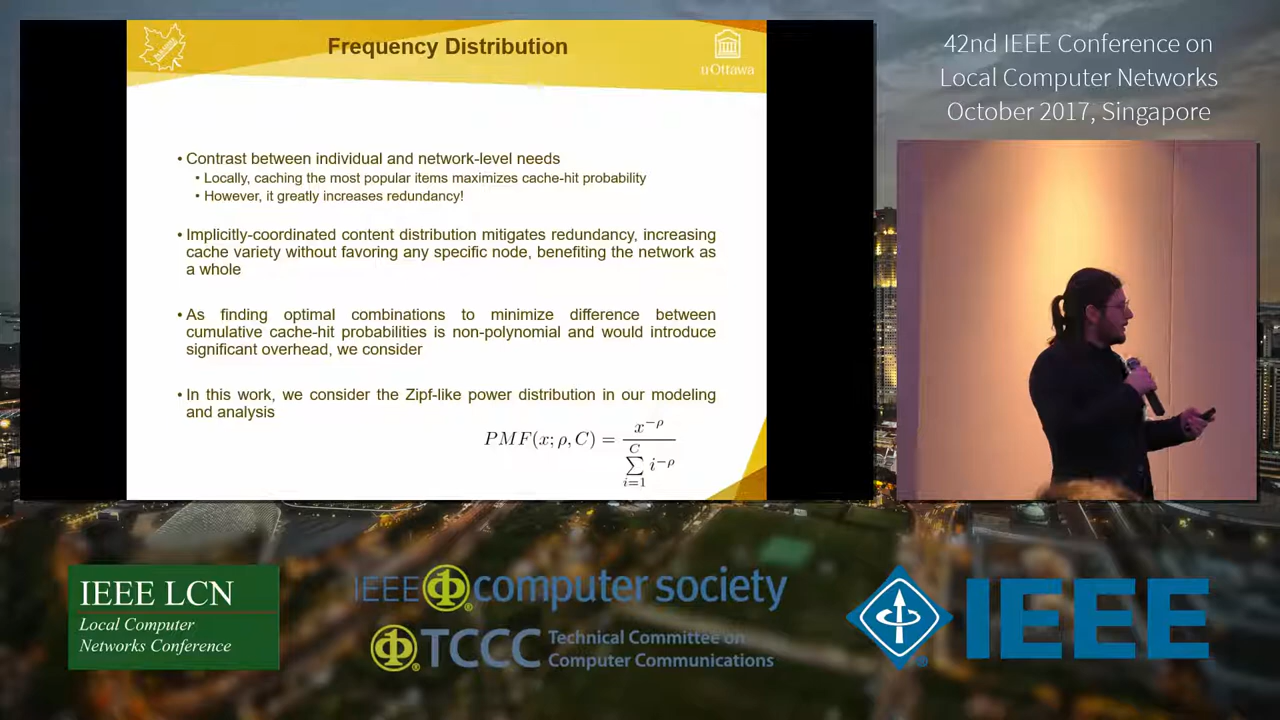 Frequency Distribution
uOttawa
• Contrast between individual and network-level needs
• Locally, caching the most popular items maximizes cache-hit probability
• However, it greatly increases redundancy!
• Implicitly-coordinated content distribution mitigates redundancy, increasing
cache variety without favoring any specific node, benefiting the network as
a whole
• As finding optimal combinations to minimize difference between
cumulative cache-hit probabilities is non-polynomial and would introduce
significant overhead, we consider
• In this work, we consider the Zipf-like power distribution in our modeling
and analysis
PMF(x; ρ, C) = x^{-ρ} / \sum_{i=1}^{C} i^{-ρ}
42nd IEEE Conference on
Local Computer Networks
October 2017, Singapore
IEEE LCN
Local Computer
Networks Conference
IEEE computer society
TCCC Technical Committee on
Computer Communications
IEEE